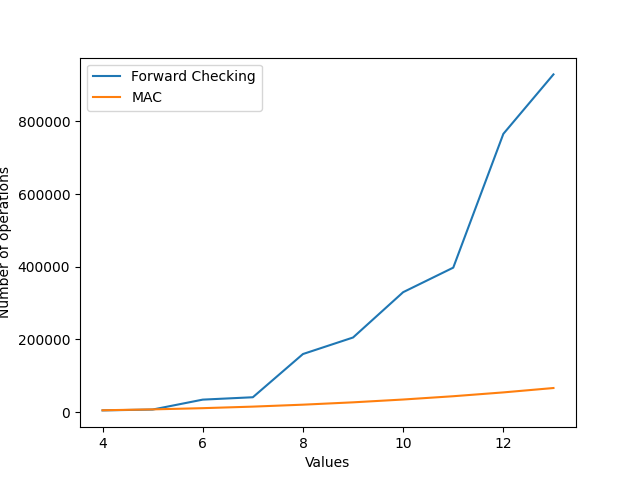 Forward Checking
MAC
800000
600000
400000
200000
0
Number of operations
4
6
8
10
12
Values